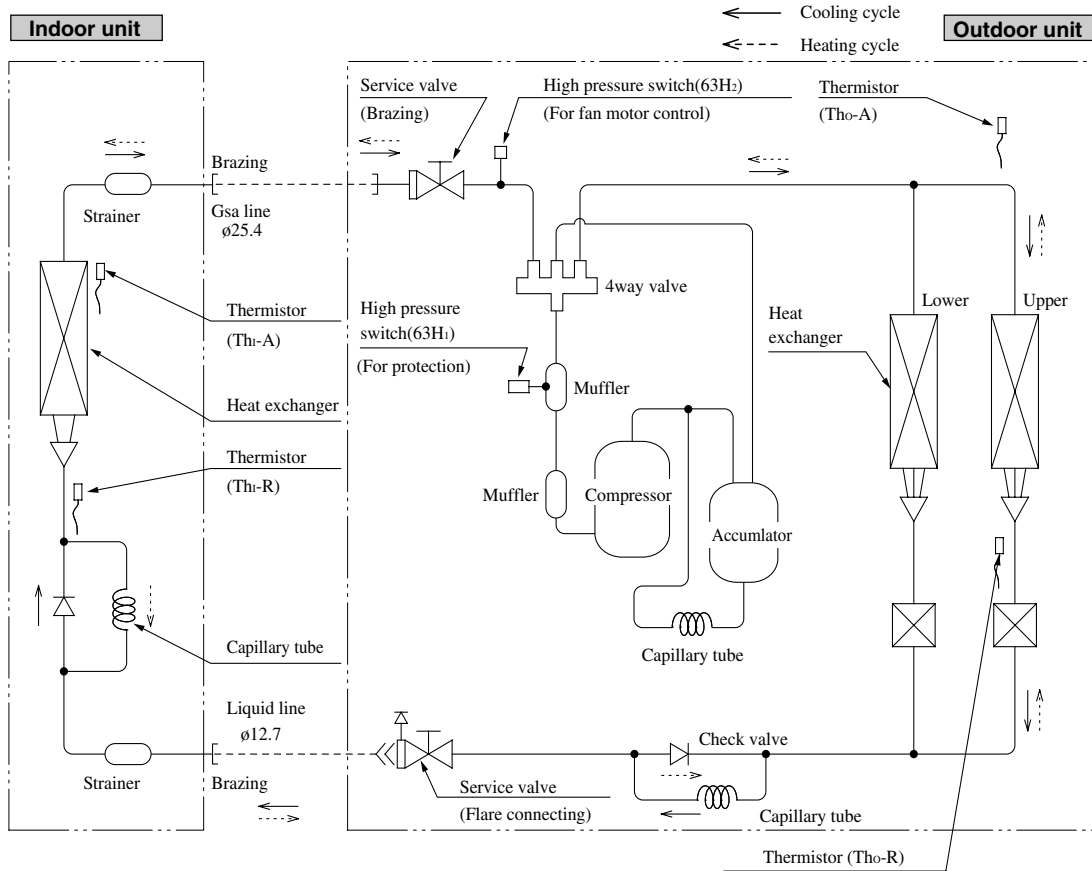 Cooling cycle
Indoor unit
Outdoor unit
Heating cycle
Service valve
(Brazing)
High pressure switch(63H2)
(For fan motor control)
Thermistor
(ThO-A)
Brazing
Strainer
Gsa line
ø25.4
4way valve
Thermistor
(ThI-A)
High pressure
switch(63H1)
(For protection)
Heat
exchanger
Lower
Upper
Muffler
Heat exchanger
Thermistor
(ThI-R)
Muffler
Compressor
Accumlator
Capillary tube
Capillary tube
Liquid line
ø12.7
Check valve
Strainer
Brazing
Service valve
(Flare connecting)
Capillary tube
Thermistor (ThO-R)